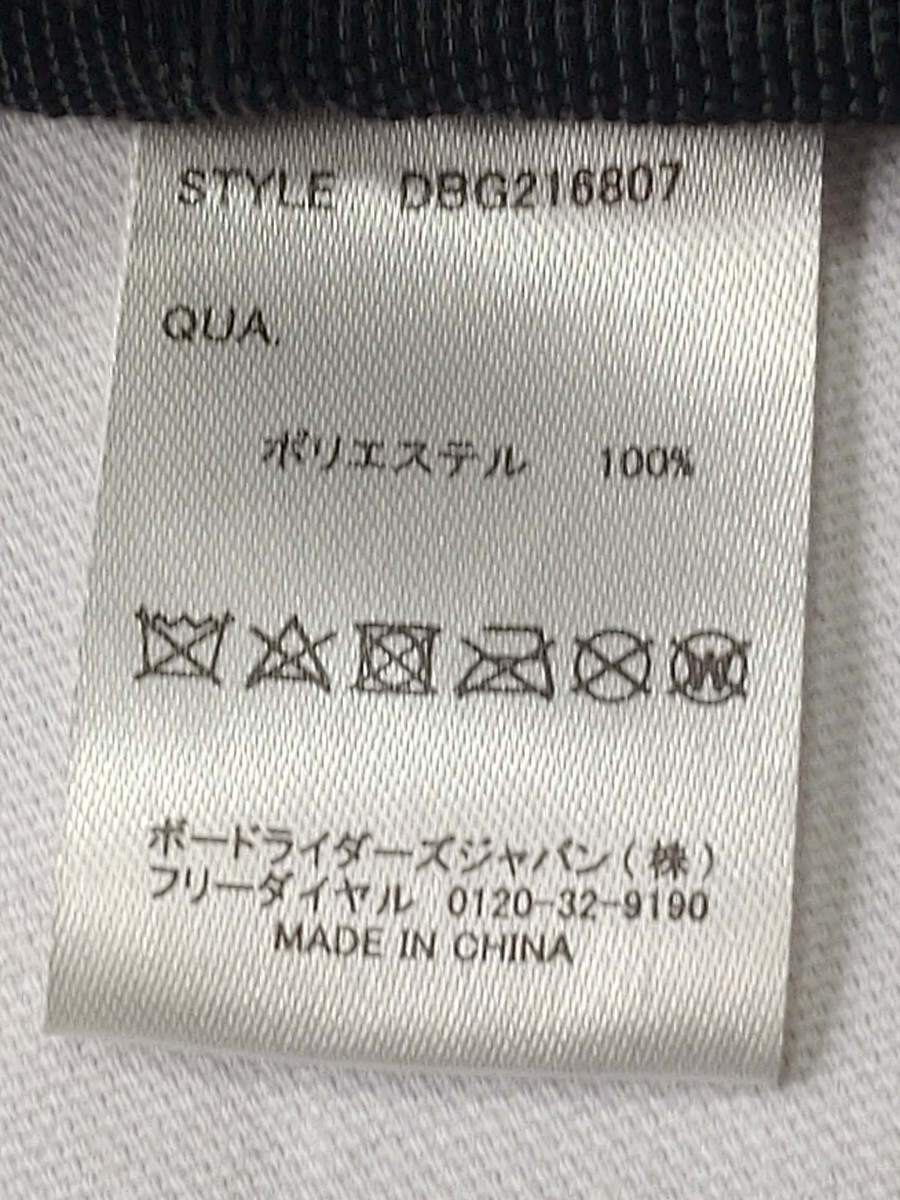 STYLE DBG216807
QUA.
ポリエステル 100%
W
ボードライダーズジャパン(株)
フリーダイヤル 0120-32-9190
MADE IN CHINA